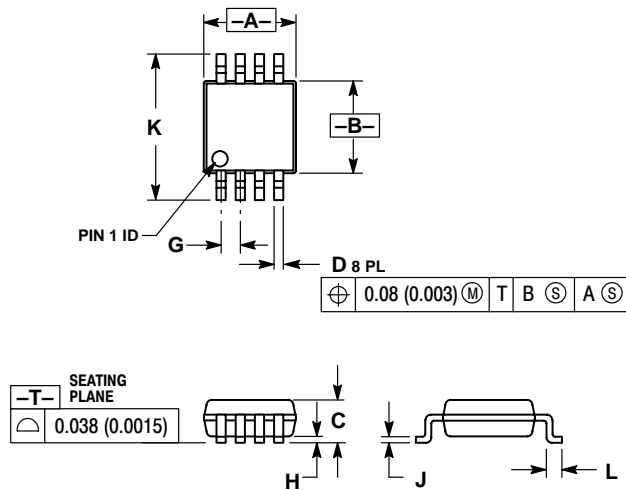 –A–
K
–B–
PIN 1 ID
G
D 8 PL
⌖ 0.08 (0.003) Ⓜ T B Ⓢ A Ⓢ
–T– SEATING
PLANE
⌓ 0.038 (0.0015)
C
H
J
L